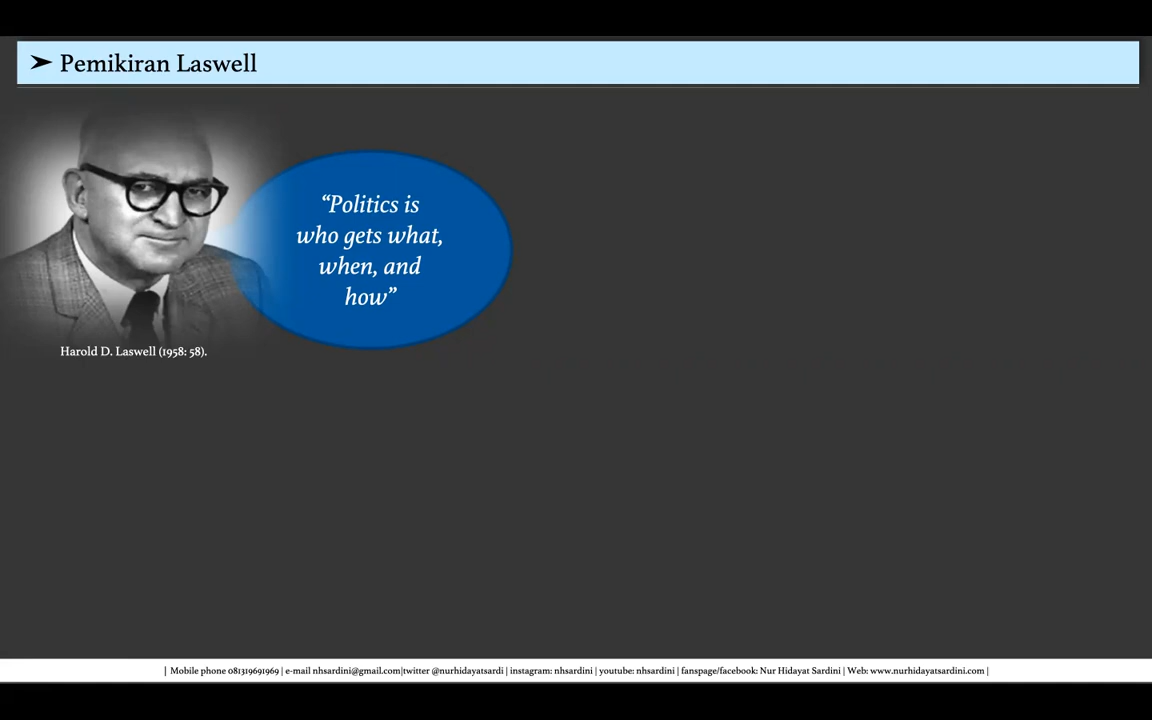 ➤ Pemikiran Laswell
“Politics is
who gets what,
when, and
how”
Harold D. Laswell (1958: 58).
| Mobile phone 081319691969 | e-mail nhsardini@gmail.com|twitter @nurhidayatsardi | instagram: nhsardini | youtube: nhsardini | fanspage/facebook: Nur Hidayat Sardini | Web: www.nurhidayatsardini.com |